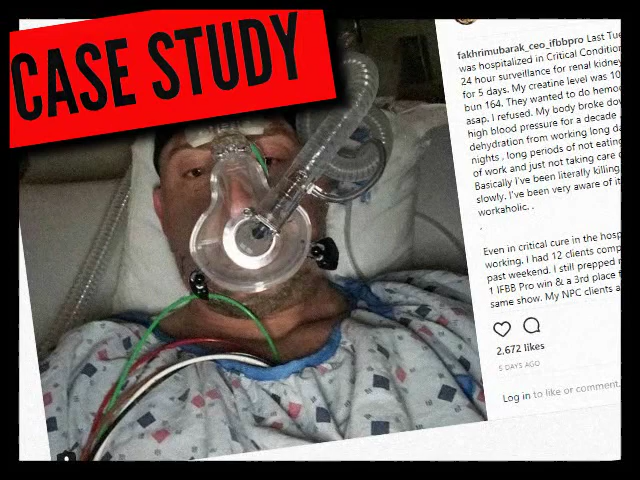 CASE STUDY
fakhrimubarak_ceo_ifbbpro Last Tue
was hospitalized in Critical Condition
24 hour surveillance for renal kidney
for 5 days. My creatine level was 10
bun 164. They wanted to do hemo
asap. I refused. My body broke do
high blood pressure for a decade
dehydration from working long da
nights , long periods of not eating
of work and just not taking care
Basically I've been literally killing
slowly. I've been very aware of it
workaholic. .
.
Even in critical cure in the hosp
working. I had 12 clients comp
past weekend. I still prepped
1 IFBB Pro win & a 3rd place f
same show. My NPC clients a
2,672 likes
5 DAYS AGO
Log in to like or comment.